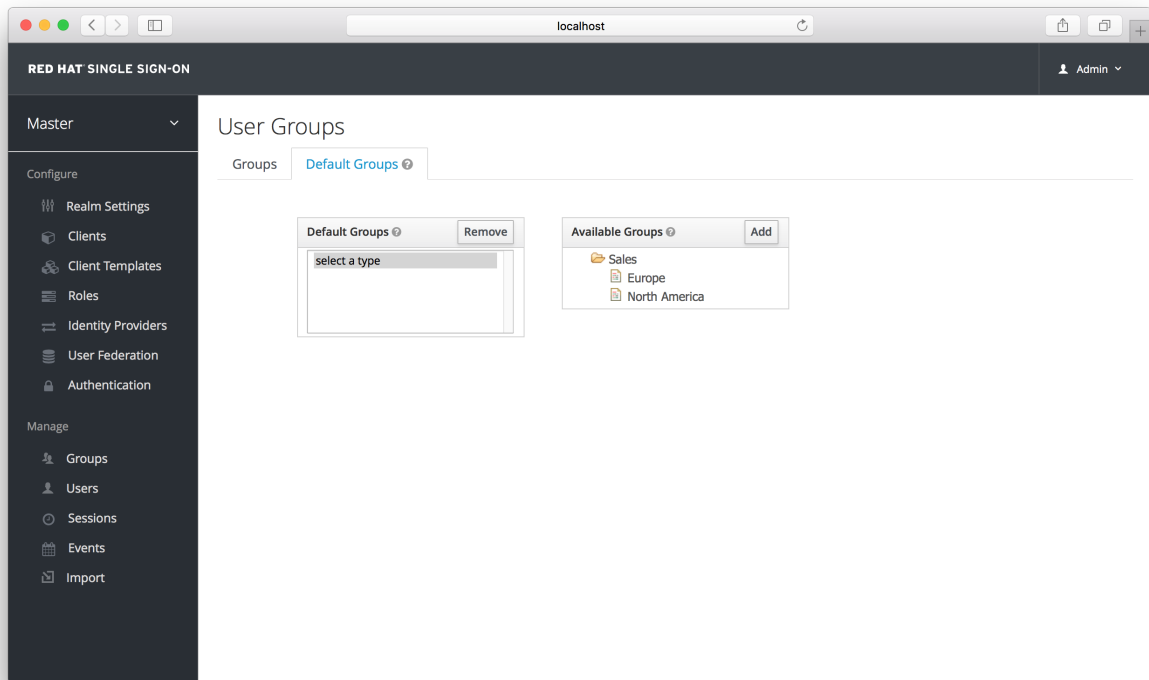 localhost
RED HAT SINGLE SIGN-ON
Admin
Master
Configure
Realm Settings
Clients
Client Templates
Roles
Identity Providers
User Federation
Authentication
Manage
Groups
Users
Sessions
Events
Import
User Groups
Groups Default Groups
Default Groups Remove
select a type
Available Groups Add
Sales
Europe
North America